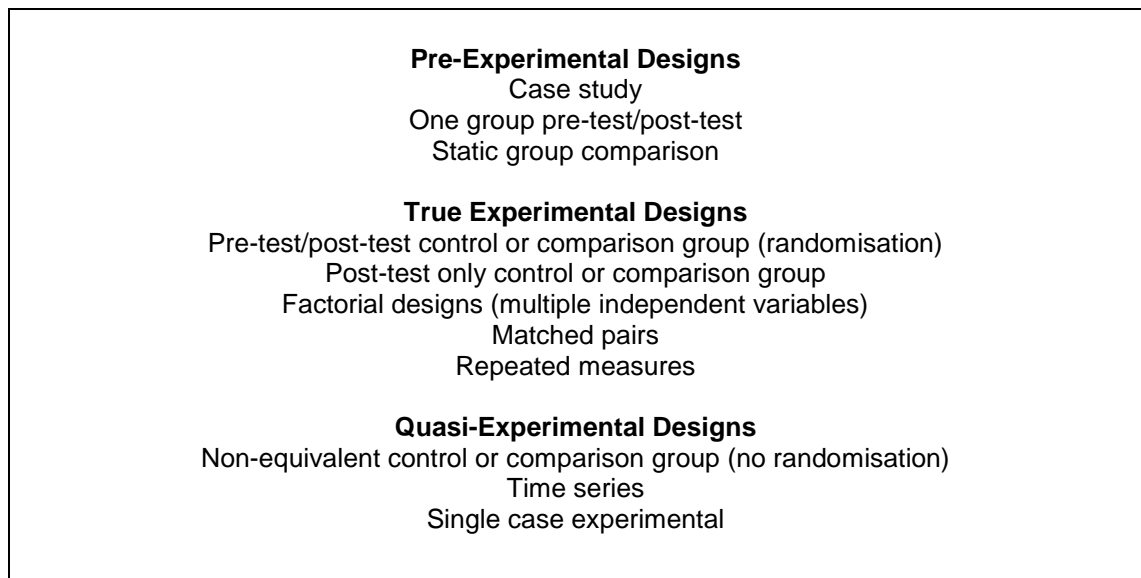 Pre-Experimental Designs
Case study
One group pre-test/post-test
Static group comparison
True Experimental Designs
Pre-test/post-test control or comparison group (randomisation)
Post-test only control or comparison group
Factorial designs (multiple independent variables)
Matched pairs
Repeated measures
Quasi-Experimental Designs
Non-equivalent control or comparison group (no randomisation)
Time series
Single case experimental